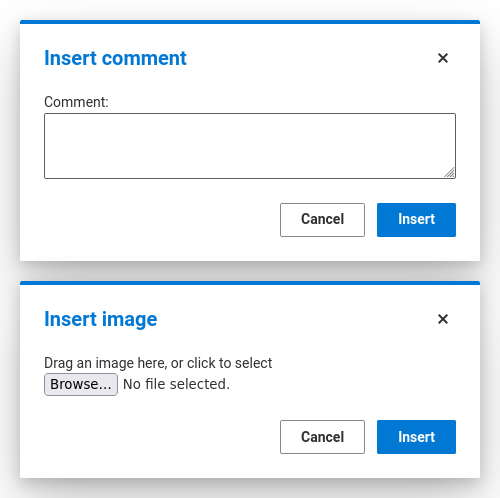 Insert comment ×
Comment:
Cancel Insert
Insert image ×
Drag an image here, or click to select
Browse... No file selected.
Cancel Insert